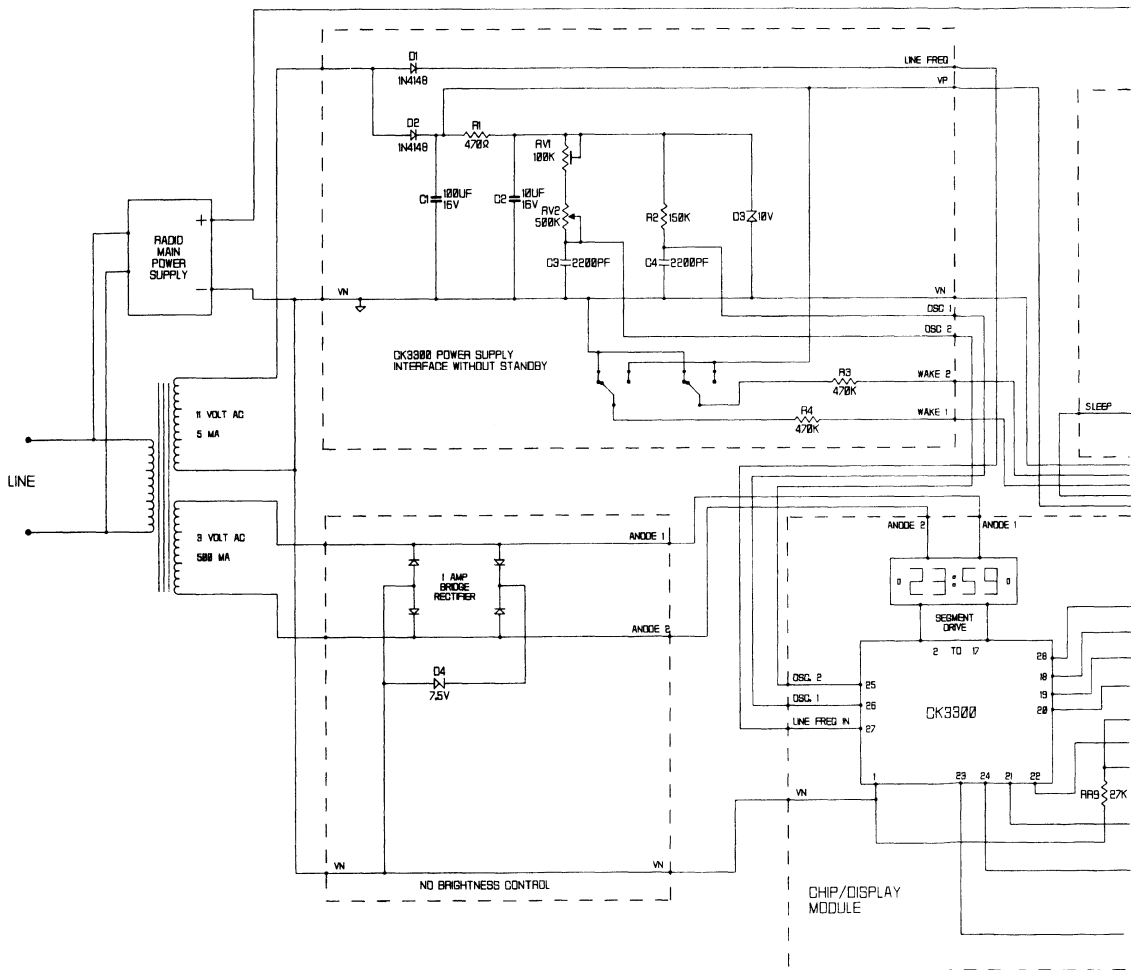 D1
1N4148
LINE FREQ
VP
D2
1N4148
R1
470Ω
RV1
100K
C1
100UF
16V
C2
10UF
16V
RV2
500K
R2
150K
D3
10V
RADIO
MAIN
POWER
SUPPLY
+
−
C3
2200PF
C4
2200PF
VN
VN
OSC 1
OSC 2
CK3300 POWER SUPPLY
INTERFACE WITHOUT STANDBY
R3
470K
WAKE 2
R4
470K
WAKE 1
SLEEP
11 VOLT AC
5 MA
LINE
9 VOLT AC
500 MA
ANODE 1
ANODE 2
ANODE 2
ANODE 1
1 AMP
BRIDGE
RECTIFIER
23:59
SEGMENT
DRIVE
2 TO 17
D4
7.5V
OSC. 2
OSC. 1
LINE FREQ IN
25
26
27
28
18
19
20
CK3300
1
23
24
21
22
RR9
27K
VN
VN
VN
NO BRIGHTNESS CONTROL
CHIP/DISPLAY
MODULE